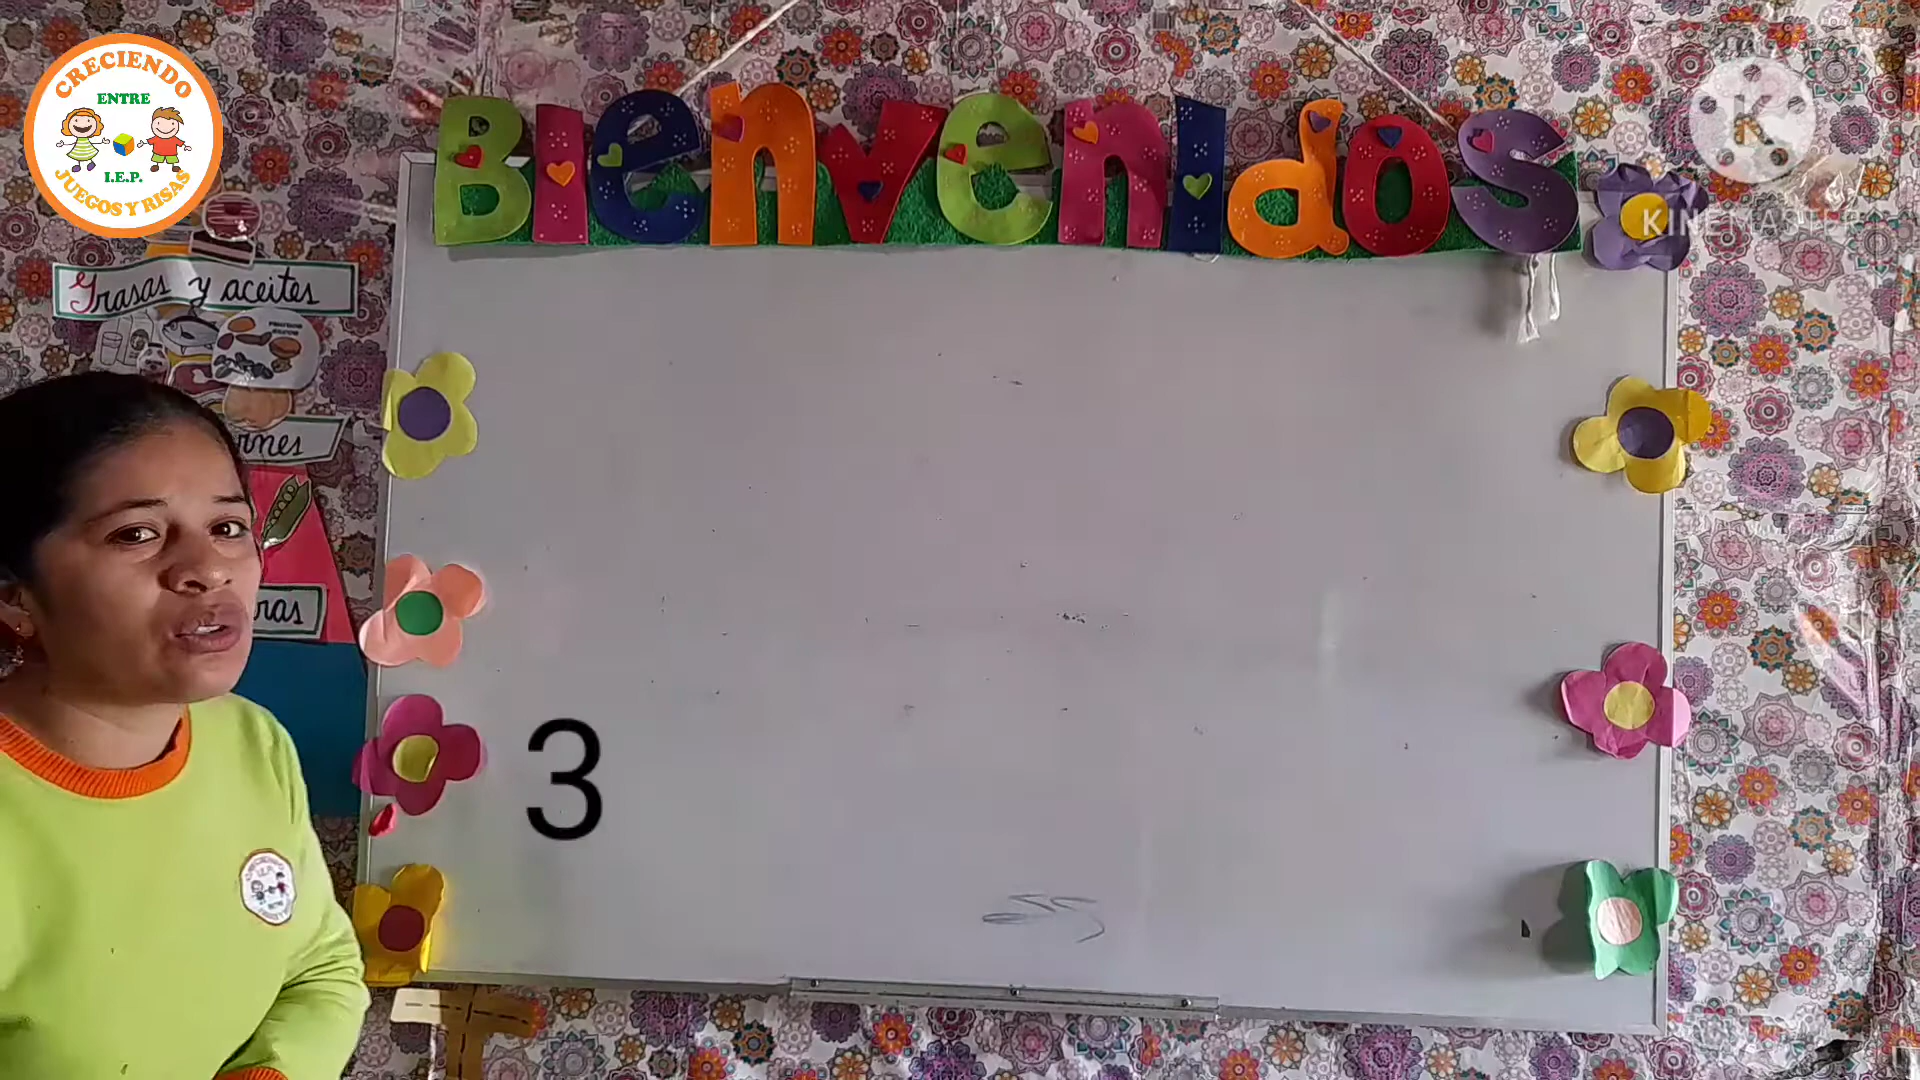 CRECIENDO
ENTRE
I.E.P.
JUEGOS Y RISAS
BIenvenIdos
KINEMASTER
Grasas y aceites
3